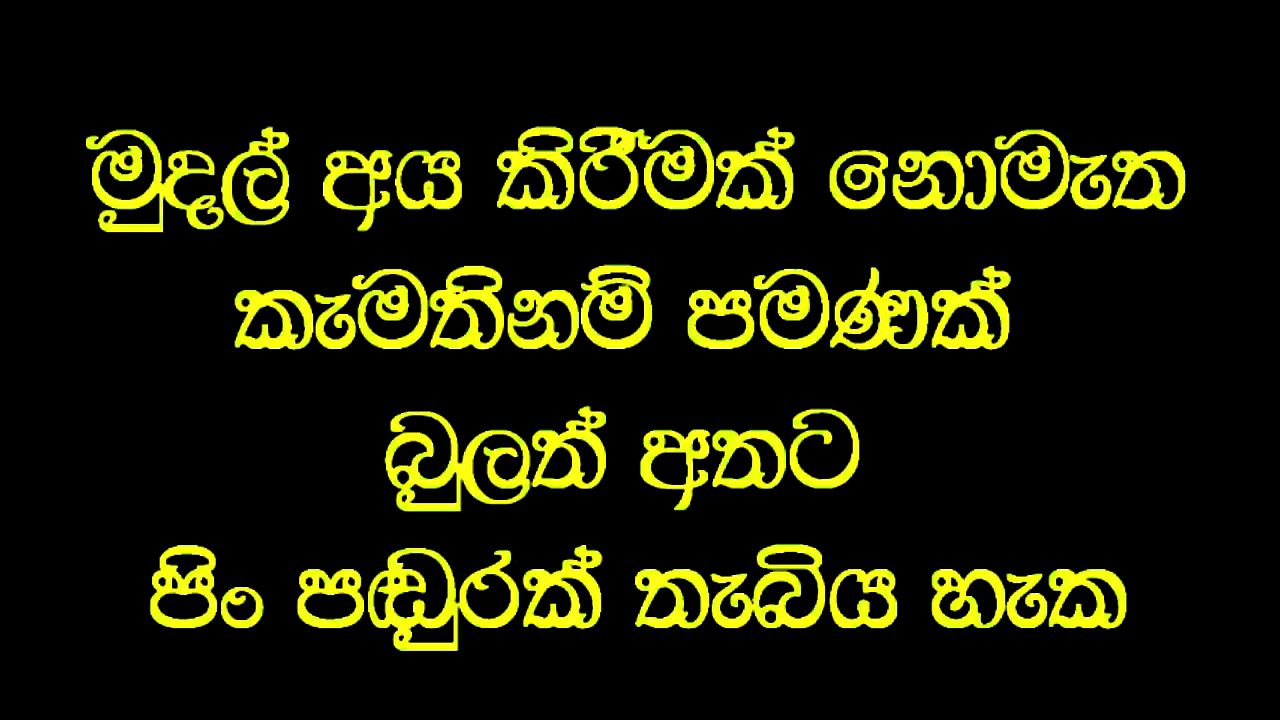 මුදල් අය කිරීමක් නොමැත
කැමතිනම් පමණක්
බුලත් අතට
පිං පඬුරක් තැබිය හැක